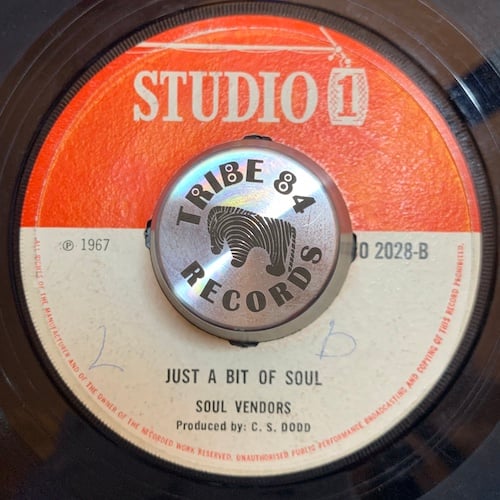 STUDIO 1
TRIBE 84
RECORDS
℗ 1967
O 2028-B
L D
JUST A BIT OF SOUL
SOUL VENDORS
Produced by: C. S. DODD
ALL RIGHTS OF THE MANUFACTURER AND OF THE OWNER OF THE RECORDED WORK RESERVED. UNAUTHORISED PUBLIC PERFORMANCE BROADCASTING AND COPYING OF THIS RECORD PROHIBITED.